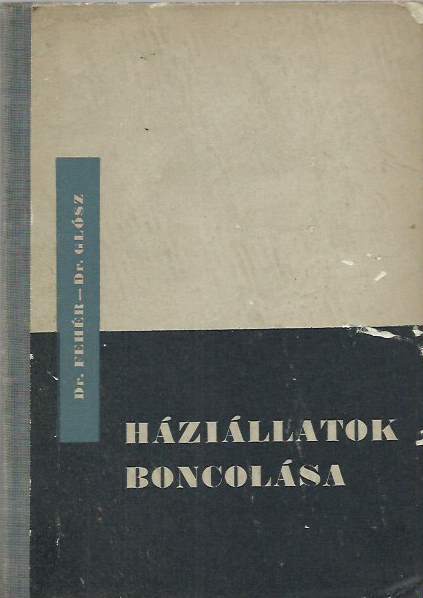 Dr. FEHÉR—Dr. GLÓSZ
HÁZIÁLLATOK
BONCOLÁSA